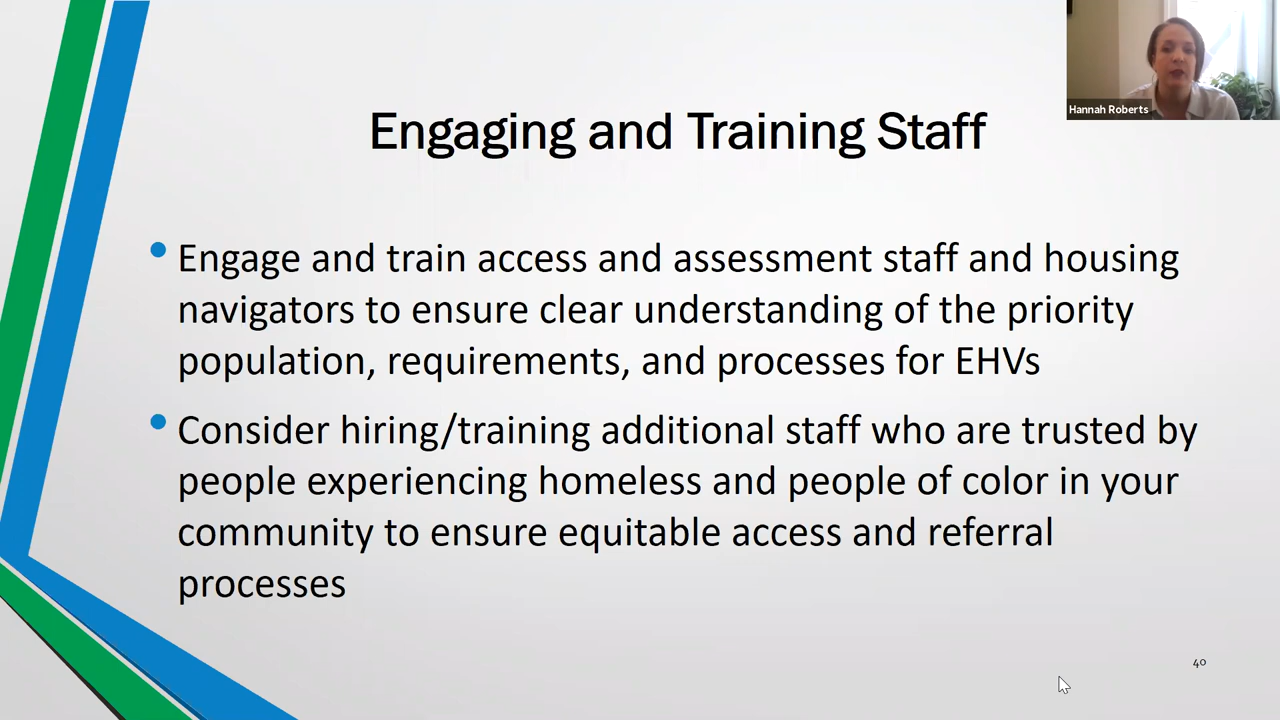 Hannah Roberts
Engaging and Training Staff
Engage and train access and assessment staff and housing
navigators to ensure clear understanding of the priority
population, requirements, and processes for EHVs
Consider hiring/training additional staff who are trusted by
people experiencing homeless and people of color in your
community to ensure equitable access and referral
processes
40